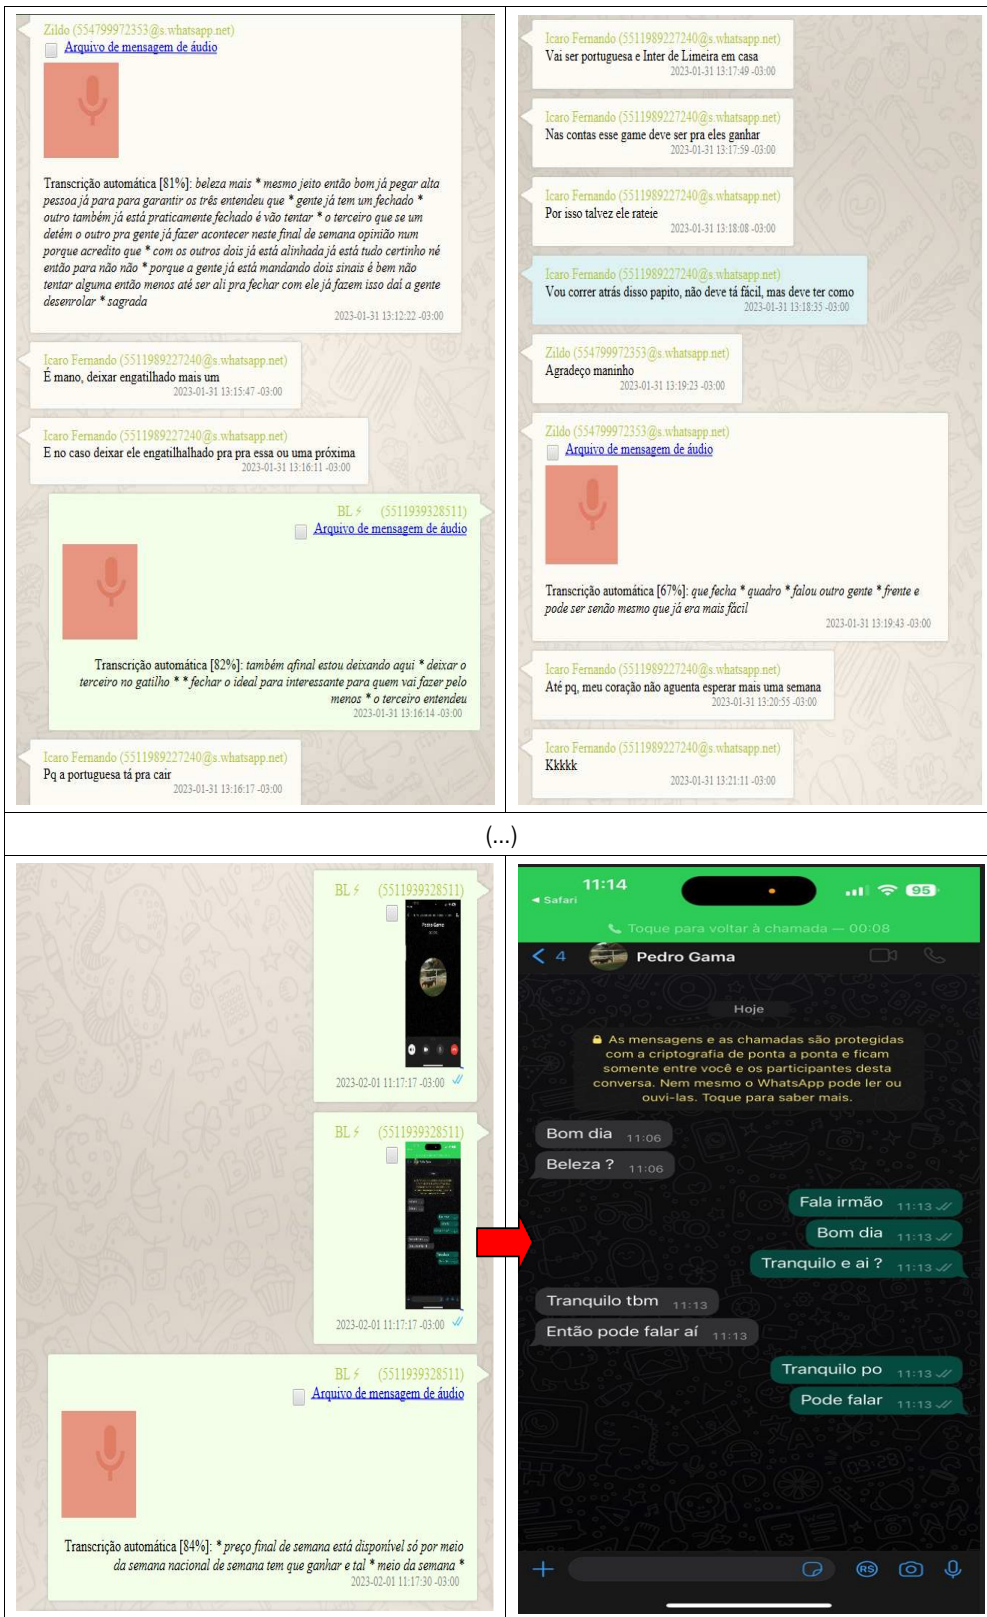 Zildo (554799972353@s.whatsapp.net)
Arquivo de mensagem de áudio
Transcrição automática [81%]: beleza mais * mesmo jeito então bom já pegar alta
pessoa já para para garantir os três entendeu que * gente já tem um fechado *
outro também já está praticamente fechado é vão tentar * o terceiro que se um
detém o outro pra gente já fazer acontecer neste final de semana opinião num
porque acredito que * com os outros dois já está alinhada já está tudo certinho né
então para não não * porque a gente já está mandando dois sinais é bem não
tentar alguma então menos até ser ali pra fechar com ele já fazem isso daí a gente
desenrolar * sagrada
2023-01-31 13:12:22 -03:00
Icaro Fernando (5511989227240@s.whatsapp.net)
É mano, deixar engatilhado mais um
2023-01-31 13:15:47 -03:00
Icaro Fernando (5511989227240@s.whatsapp.net)
E no caso deixar ele engatilhalhado pra pra essa ou uma próxima
2023-01-31 13:16:11 -03:00
BL⚡ (5511939328511)
Arquivo de mensagem de áudio
Transcrição automática [82%]: também afinal estou deixando aqui * deixar o
terceiro no gatilho * * fechar o ideal para interessante para quem vai fazer pelo
menos * o terceiro entendeu
2023-01-31 13:16:14 -03:00
Icaro Fernando (5511989227240@s.whatsapp.net)
Pq a portuguesa tá pra cair
2023-01-31 13:16:17 -03:00
Icaro Fernando (5511989227240@s.whatsapp.net)
Vai ser portuguesa e Inter de Limeira em casa
2023-01-31 13:17:49 -03:00
Icaro Fernando (5511989227240@s.whatsapp.net)
Nas contas esse game deve ser pra eles ganhar
2023-01-31 13:17:59 -03:00
Icaro Fernando (5511989227240@s.whatsapp.net)
Por isso talvez ele rateie
2023-01-31 13:18:08 -03:00
Icaro Fernando (5511989227240@s.whatsapp.net)
Vou correr atrás disso papito, não deve tá fácil, mas deve ter como
2023-01-31 13:18:35 -03:00
Zildo (554799972353@s.whatsapp.net)
Agradeço maninho
2023-01-31 13:19:23 -03:00
Zildo (554799972353@s.whatsapp.net)
Arquivo de mensagem de áudio
Transcrição automática [67%]: que fecha * quadro * falou outro gente * frente e
pode ser senão mesmo que já era mais fácil
2023-01-31 13:19:43 -03:00
Icaro Fernando (5511989227240@s.whatsapp.net)
Até pq, meu coração não aguenta esperar mais uma semana
2023-01-31 13:20:55 -03:00
Icaro Fernando (5511989227240@s.whatsapp.net)
Kkkkk
2023-01-31 13:21:11 -03:00
(...)
BL⚡ (5511939328511)
Pedro Gama
2023-02-01 11:17:17 -03:00
BL⚡ (5511939328511)
2023-02-01 11:17:17 -03:00
BL⚡ (5511939328511)
Arquivo de mensagem de áudio
Transcrição automática [84%]: * preço final de semana está disponível só por meio
da semana nacional de semana tem que ganhar e tal * meio da semana *
2023-02-01 11:17:30 -03:00
11:14
95
◄ Safari
Toque para voltar à chamada — 00:08
4
Pedro Gama
Hoje
As mensagens e as chamadas são protegidas
com a criptografia de ponta a ponta e ficam
somente entre você e os participantes desta
conversa. Nem mesmo o WhatsApp pode ler ou
ouvi-las. Toque para saber mais.
Bom dia 11:06
Beleza ? 11:06
Fala irmão 11:13
Bom dia 11:13
Tranquilo e ai ? 11:13
Tranquilo tbm 11:13
Então pode falar aí 11:13
Tranquilo po 11:13
Pode falar 11:13
RS